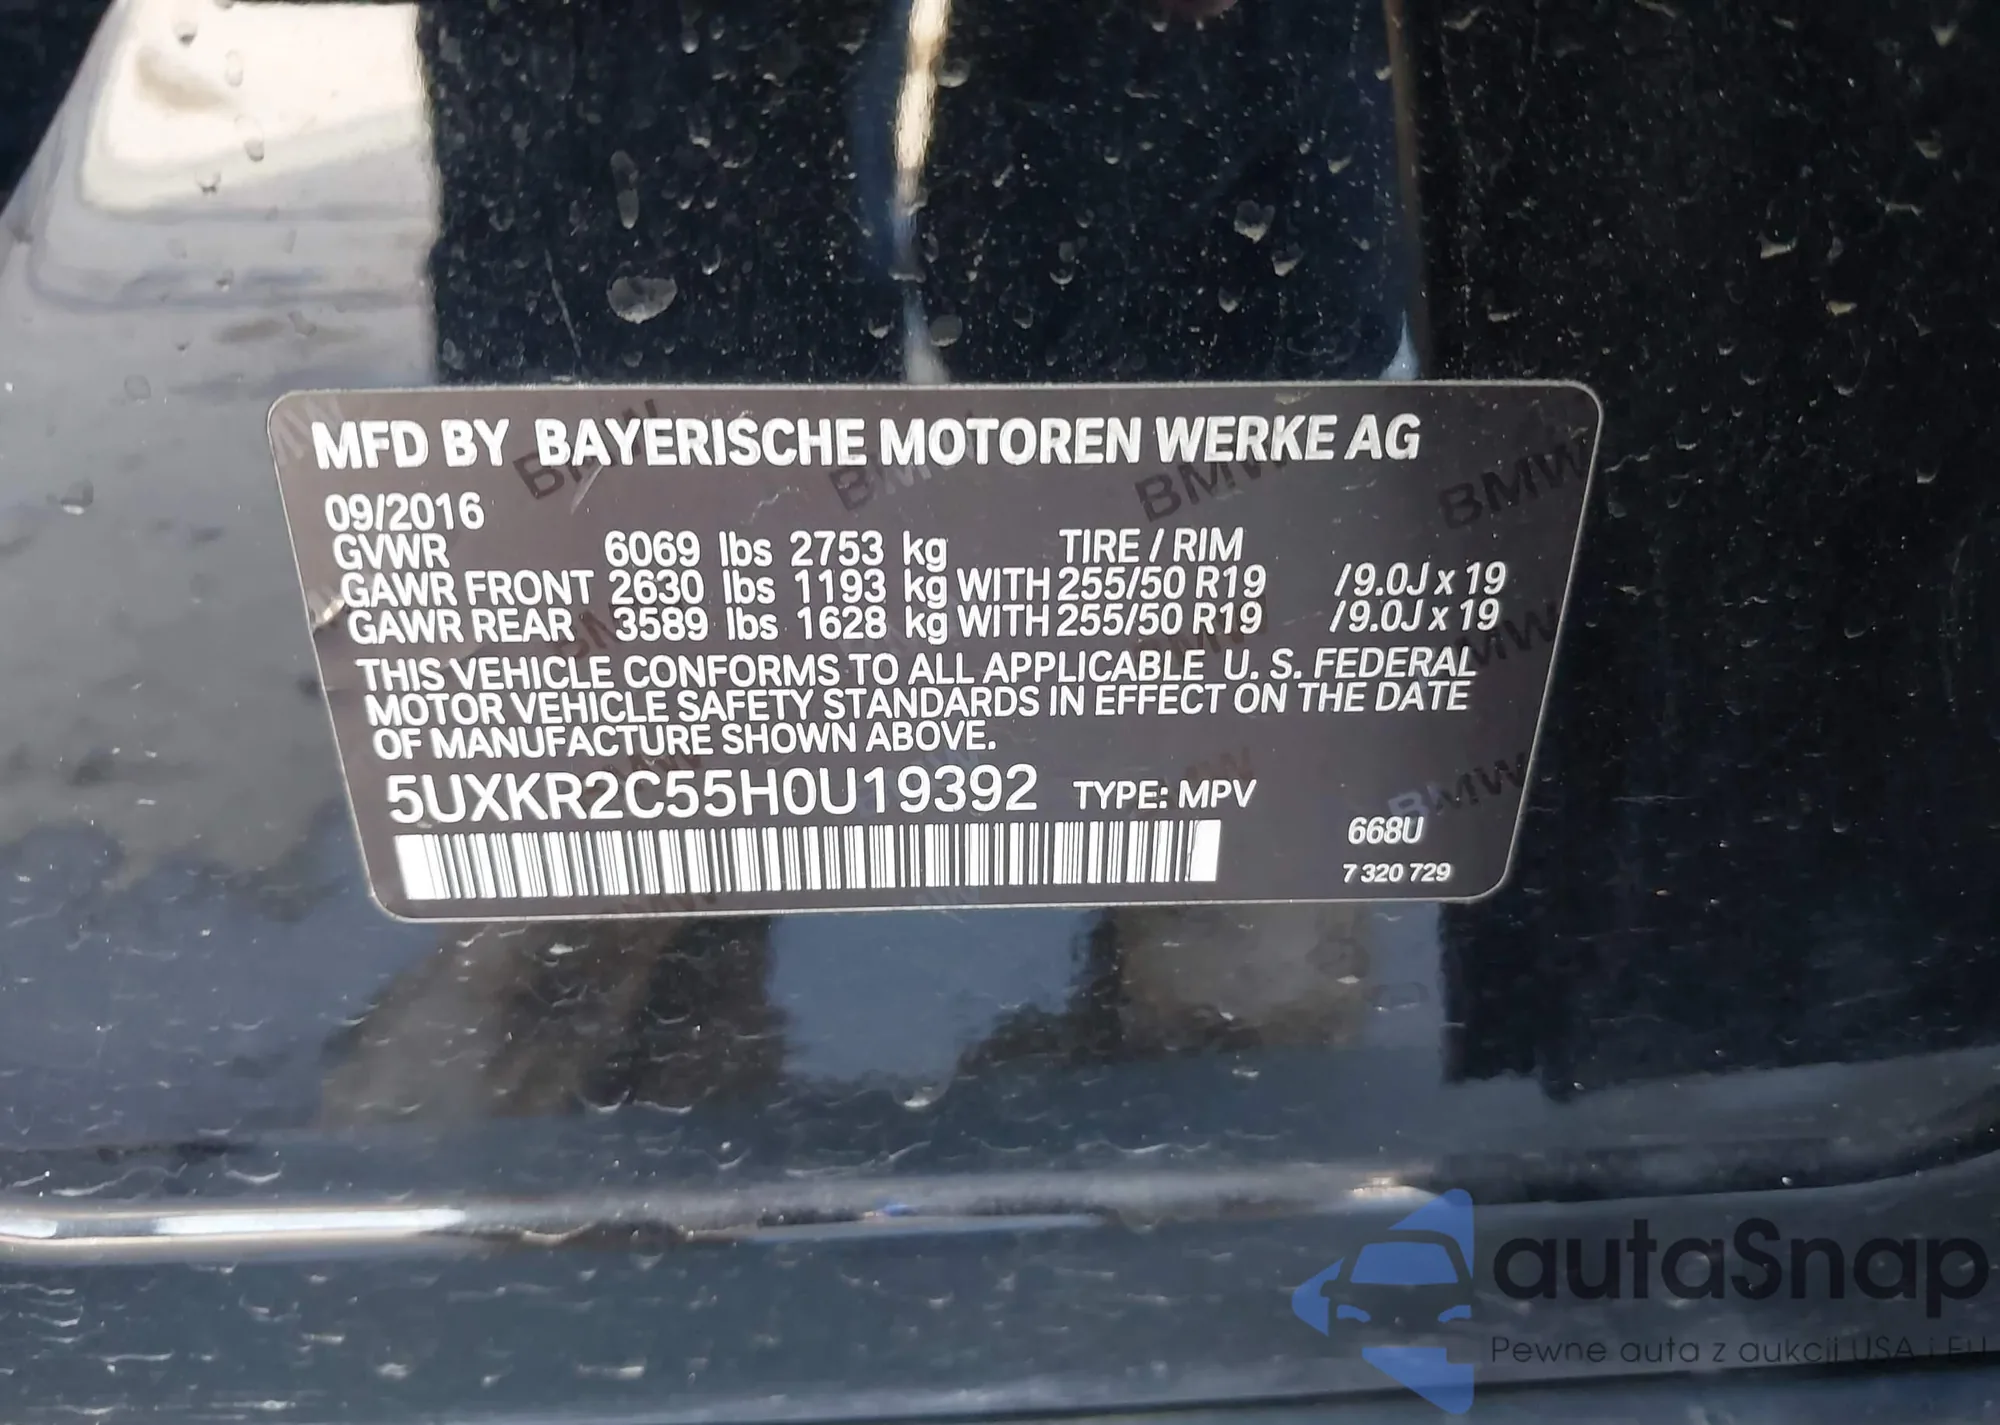 MFD BY BAYERISCHE MOTOREN WERKE AG
09/2016
GVWR 6069 lbs 2753 kg TIRE / RIM
GAWR FRONT 2630 lbs 1193 kg WITH 255/50 R19 /9.0J x 19
GAWR REAR 3589 lbs 1628 kg WITH 255/50 R19 /9.0J x 19
THIS VEHICLE CONFORMS TO ALL APPLICABLE U. S. FEDERAL
MOTOR VEHICLE SAFETY STANDARDS IN EFFECT ON THE DATE
OF MANUFACTURE SHOWN ABOVE.
5UXKR2C55H0U19392 TYPE: MPV
668U
7 320 729
autaSnap
Pewne auta z aukcji USA i EU